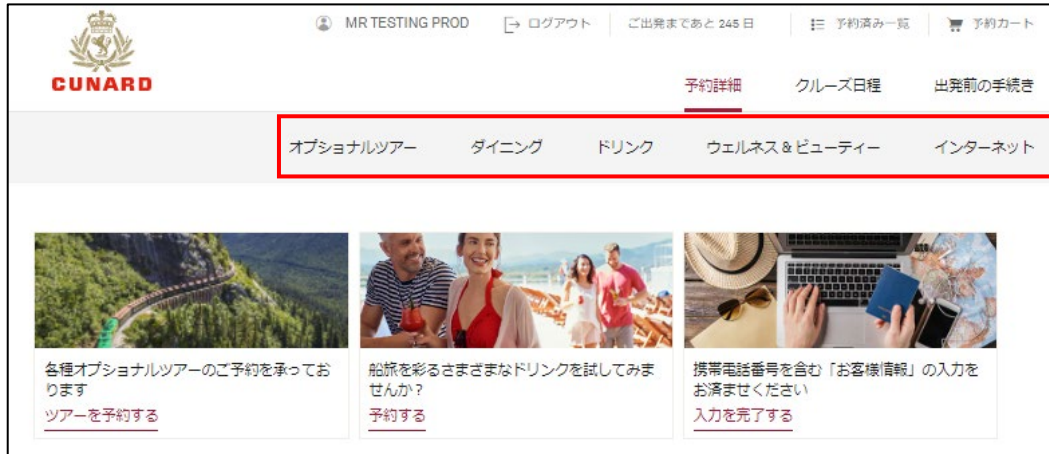 MR TESTING PROD ログアウト ご出発まであと 245 日 予約済み一覧 予約カート
CUNARD
予約詳細 クルーズ日程 出発前の手続き
オプショナルツアー ダイニング ドリンク ウェルネス＆ビューティー インターネット
各種オプショナルツアーのご予約を承ってお
ります
ツアーを予約する
船旅を彩るさまざまなドリンクを試してみま
せんか？
予約する
携帯電話番号を含む「お客様情報」の入力を
お済ませください
入力を完了する